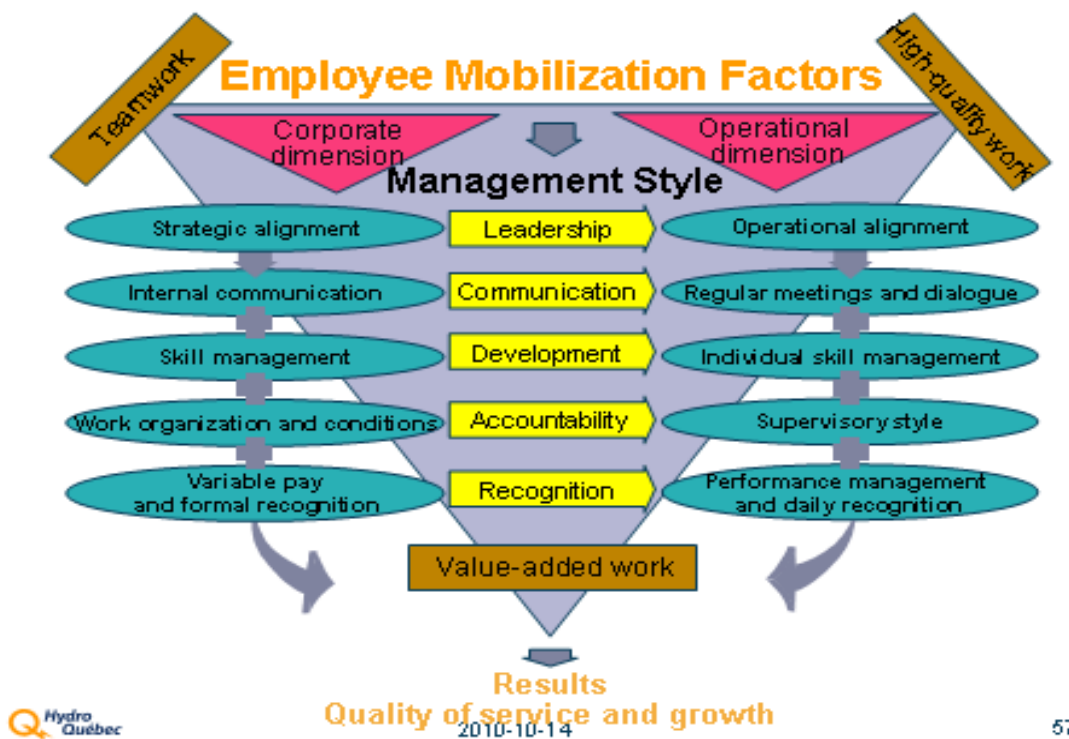 Teamwork
Employee Mobilization Factors
High-quality work
Corporate
dimension
Operational
dimension
Management Style
Strategic alignment
Leadership
Operational alignment
Internal communication
Communication
Regular meetings and dialogue
Skill management
Development
Individual skill management
Work organization and conditions
Accountability
Supervisory style
Variable pay
and formal recognition
Recognition
Performance management
and daily recognition
Value-added work
Results
Quality of service and growth
Hydro
Québec
2010-10-14
57